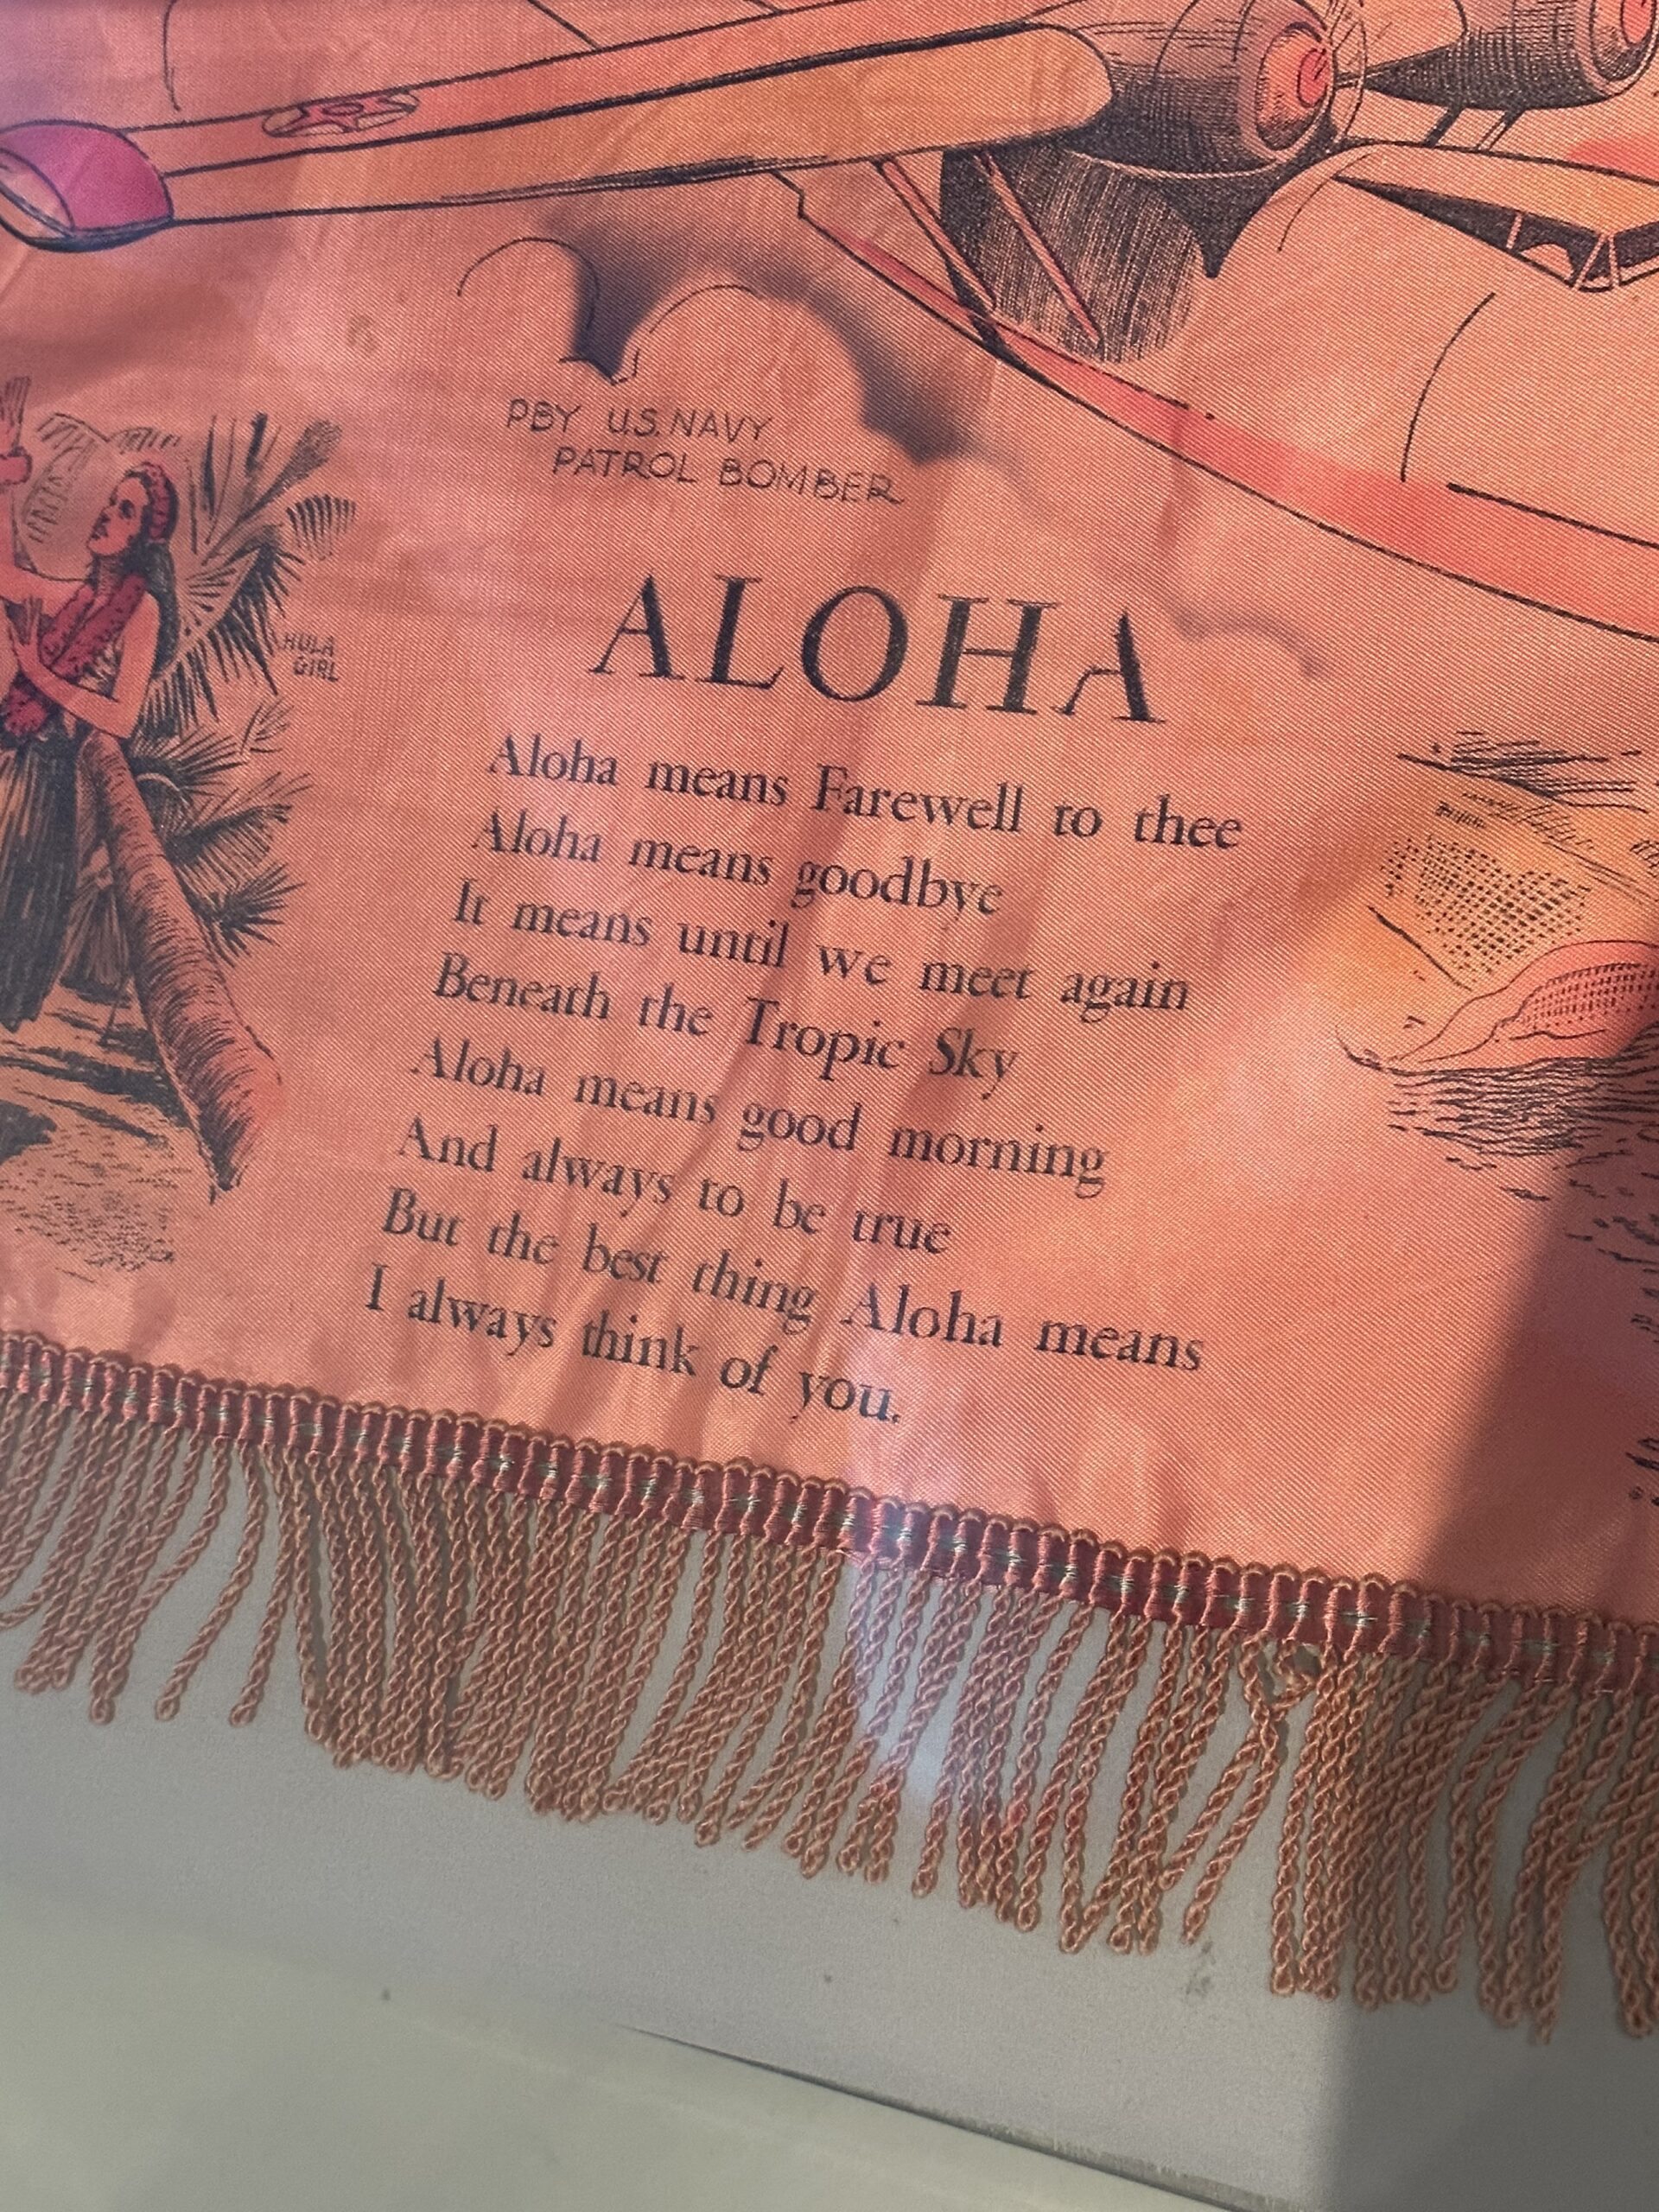 PBY U.S. NAVY
PATROL BOMBER
HULA
GIRL
ALOHA
Aloha means Farewell to thee
Aloha means goodbye
It means until we meet again
Beneath the Tropic Sky
Aloha means good morning
And always to be true
But the best thing Aloha means
I always think of you.